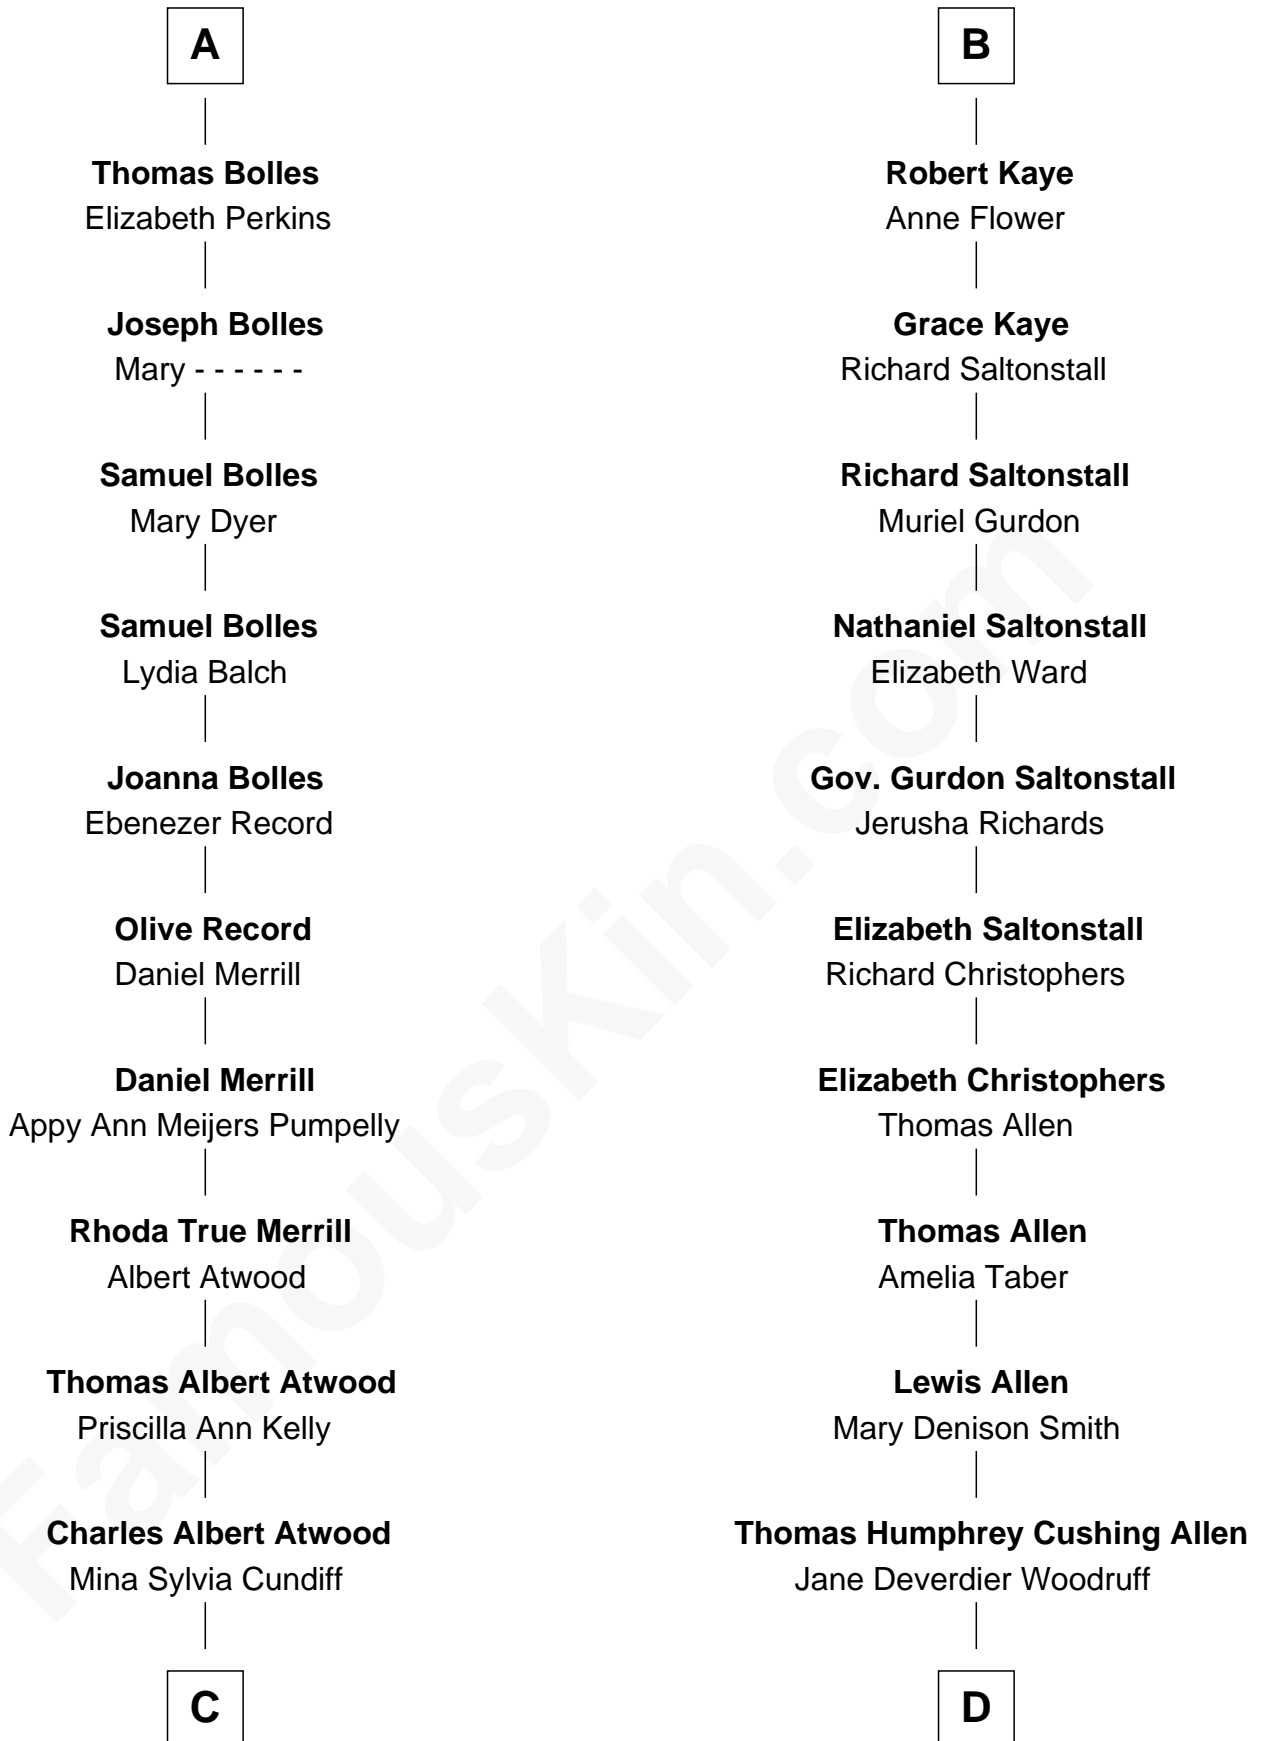 A
Thomas Bolles
Elizabeth Perkins
Joseph Bolles
Mary - - - - - -
Samuel Bolles
Mary Dyer
Samuel Bolles
Lydia Balch
Joanna Bolles
Ebenezer Record
Olive Record
Daniel Merrill
Daniel Merrill
Appy Ann Meijers Pumpelly
Rhoda True Merrill
Albert Atwood
Thomas Albert Atwood
Priscilla Ann Kelly
Charles Albert Atwood
Mina Sylvia Cundiff
C
B
Robert Kaye
Anne Flower
Grace Kaye
Richard Saltonstall
Richard Saltonstall
Muriel Gurdon
Nathaniel Saltonstall
Elizabeth Ward
Gov. Gurdon Saltonstall
Jerusha Richards
Elizabeth Saltonstall
Richard Christophers
Elizabeth Christophers
Thomas Allen
Thomas Allen
Amelia Taber
Lewis Allen
Mary Denison Smith
Thomas Humphrey Cushing Allen
Jane Deverdier Woodruff
D
FamousKin.com